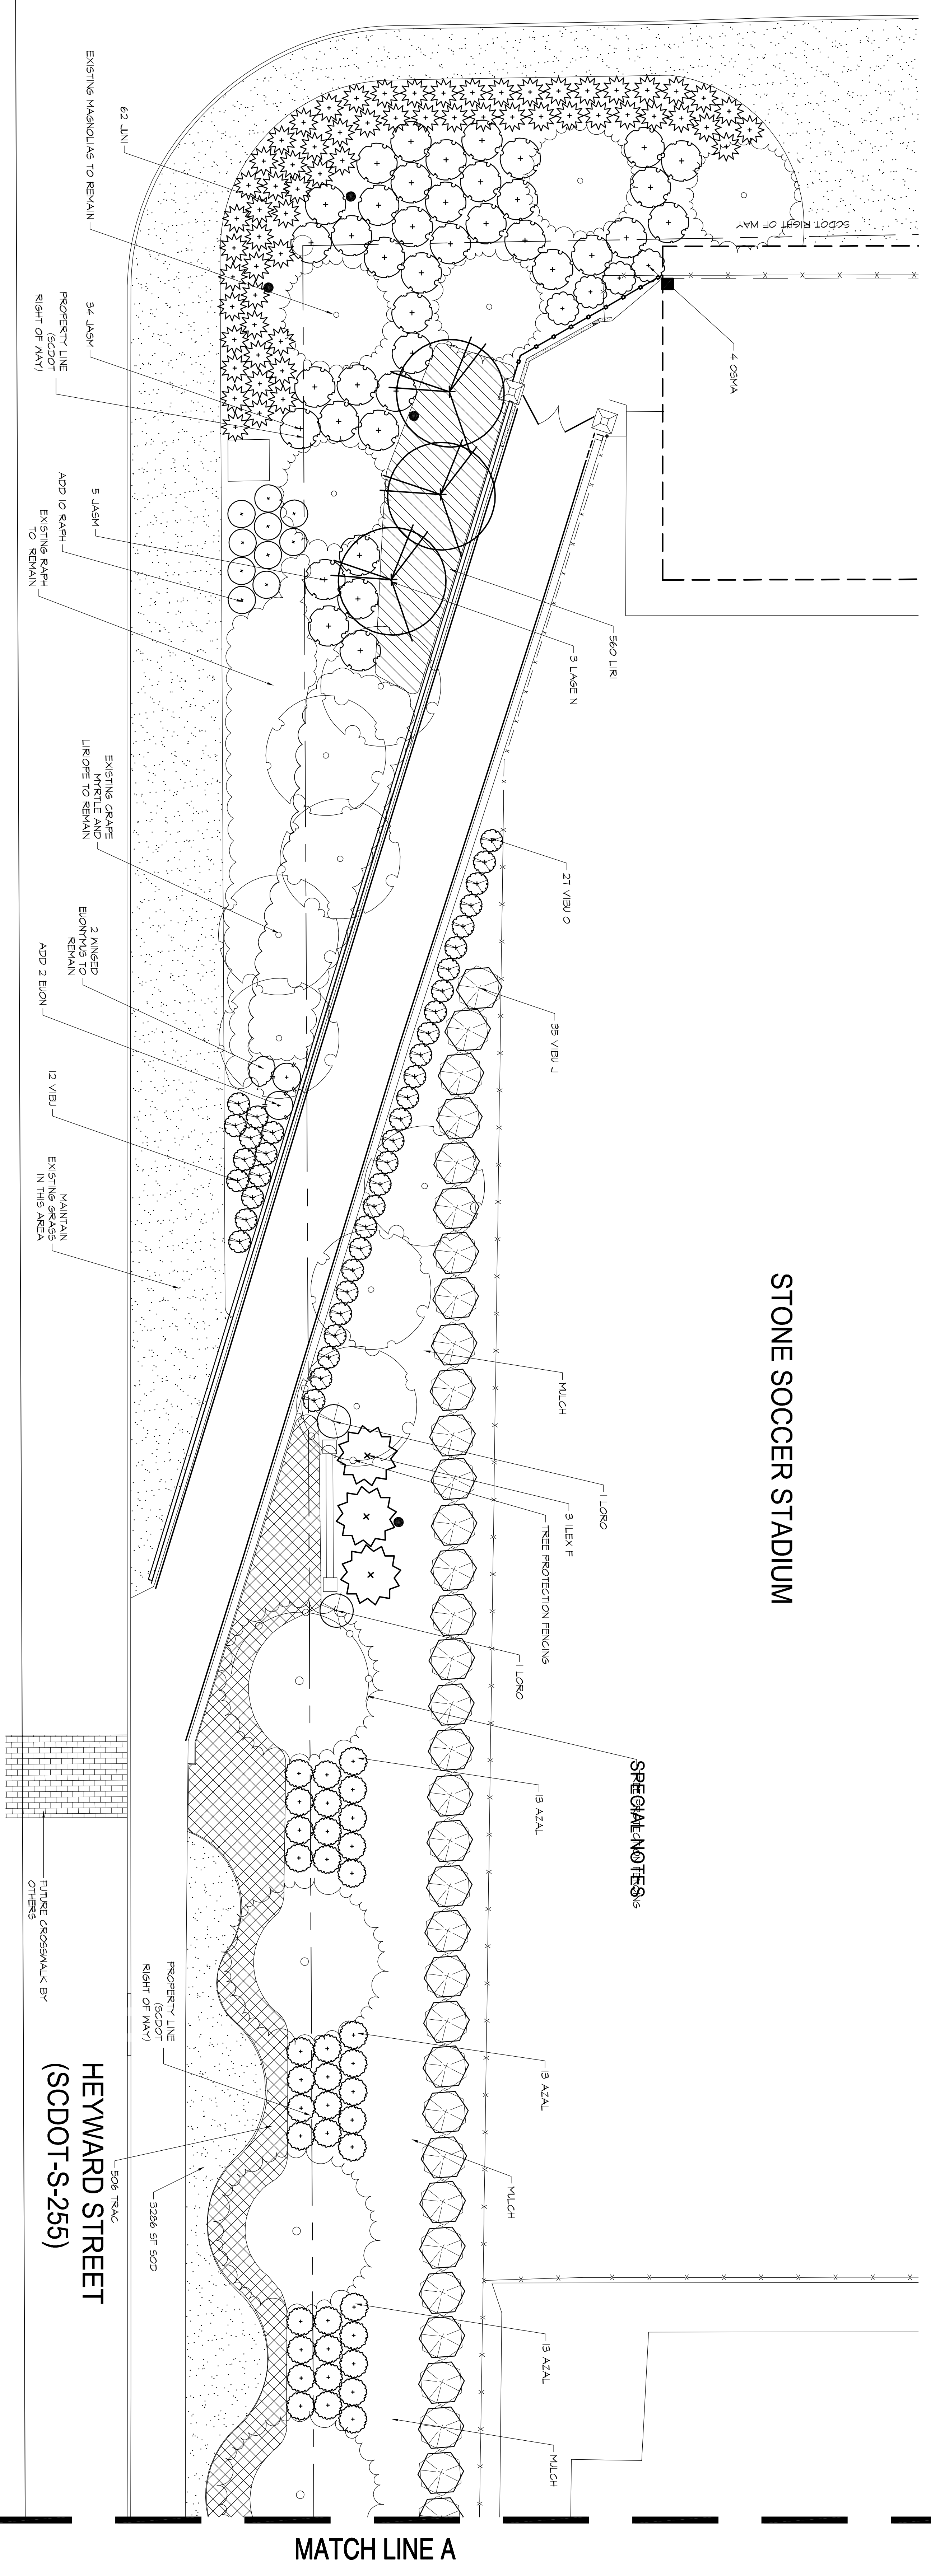 EXISTING MAGNOLIAS TO REMAIN
62 JUNI
SCDOT RIGHT OF WAY
4 OSMA
34 JASM
PROPERTY LINE
(SCDOT
RIGHT OF WAY)
5 JASM
ADD 10 RAPH
EXISTING RAPH
TO REMAIN
560 LIRI
3 LAGE N
EXISTING CRAPE
MYRTLE AND
LIRIOPE TO REMAIN
27 VIBU O
2 WINGED
EUONYMUS TO
REMAIN
ADD 2 EUON
35 VIBU J
12 VIBU
MAINTAIN
EXISTING GRASS
IN THIS AREA
STONE SOCCER STADIUM
MULCH
1 LORO
3 ILEX F
TREE PROTECTION FENCING
1 LORO
SPECIAL NOTES
13 AZAL
FUTURE CROSSWALK BY
OTHERS
PROPERTY LINE
(SCDOT
RIGHT OF WAY)
13 AZAL
HEYWARD STREET
(SCDOT-S-255)
506 TRAC
3286 SF SOD
MULCH
13 AZAL
MULCH
MATCH LINE A